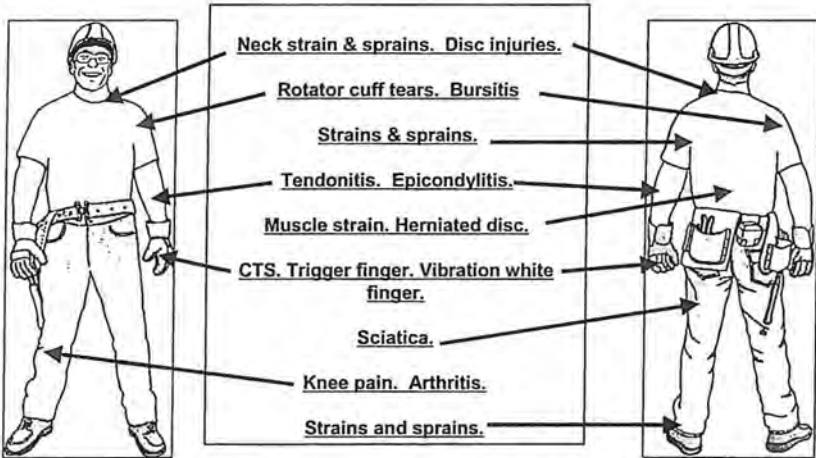 Neck strain & sprains.  Disc injuries.
Rotator cuff tears.  Bursitis
Strains & sprains.
Tendonitis.  Epicondylitis.
Muscle strain. Herniated disc.
CTS. Trigger finger. Vibration white
finger.
Sciatica.
Knee pain.  Arthritis.
Strains and sprains.